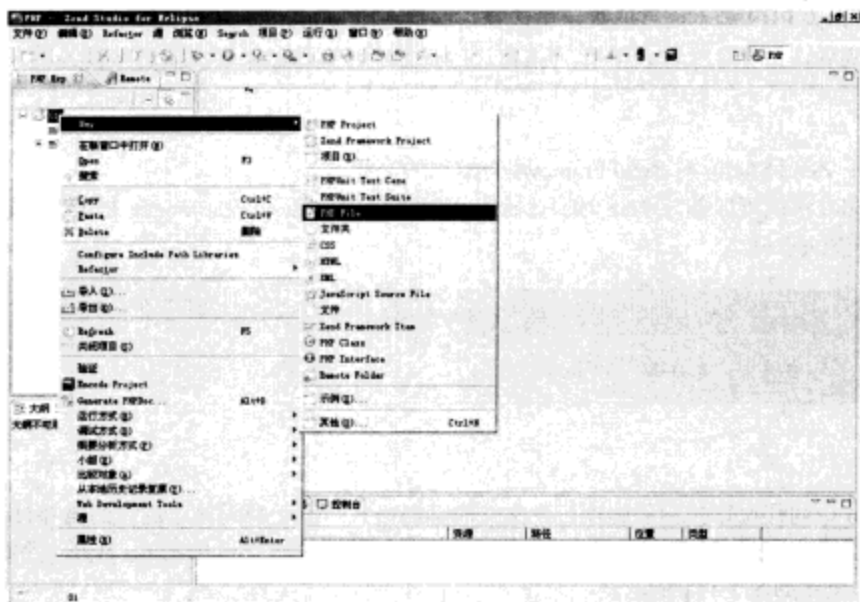 PHP - Zend Studio for Eclipse
文件(F) 编辑(E) Refactor 浏览(N) Search 项目(P) 运行(R) 窗口(W) 帮助(H)
PHP
PHP Exp Remote
New
在新窗口中打开(N)
Open F3
搜索
Copy Ctrl+C
Paste Ctrl+V
Delete 删除
Configure Include Path Libraries
Refactor
导入(I)...
导出(O)...
Refresh F5
关闭项目(S)
验证
Encode Project
Generate PHPDoc... Alt+D
运行方式(R)
调试方式(D)
概要分析方式(P)
小组(E)
比较对象(A)
从本地历史记录复原(Y)...
Web Development Tools
源
属性(R) Alt+Enter
PHP Project
Zend Framework Project
项目(R)...
PHPUnit Test Case
PHPUnit Test Suite
PHP File
文件夹
CSS
HTML
XML
JavaScript Source File
文件
Zend Framework Item
PHP Class
PHP Interface
Remote Folder
示例(X)...
其他(O)... Ctrl+N
大纲
控制台
资源 路径 位置 类型